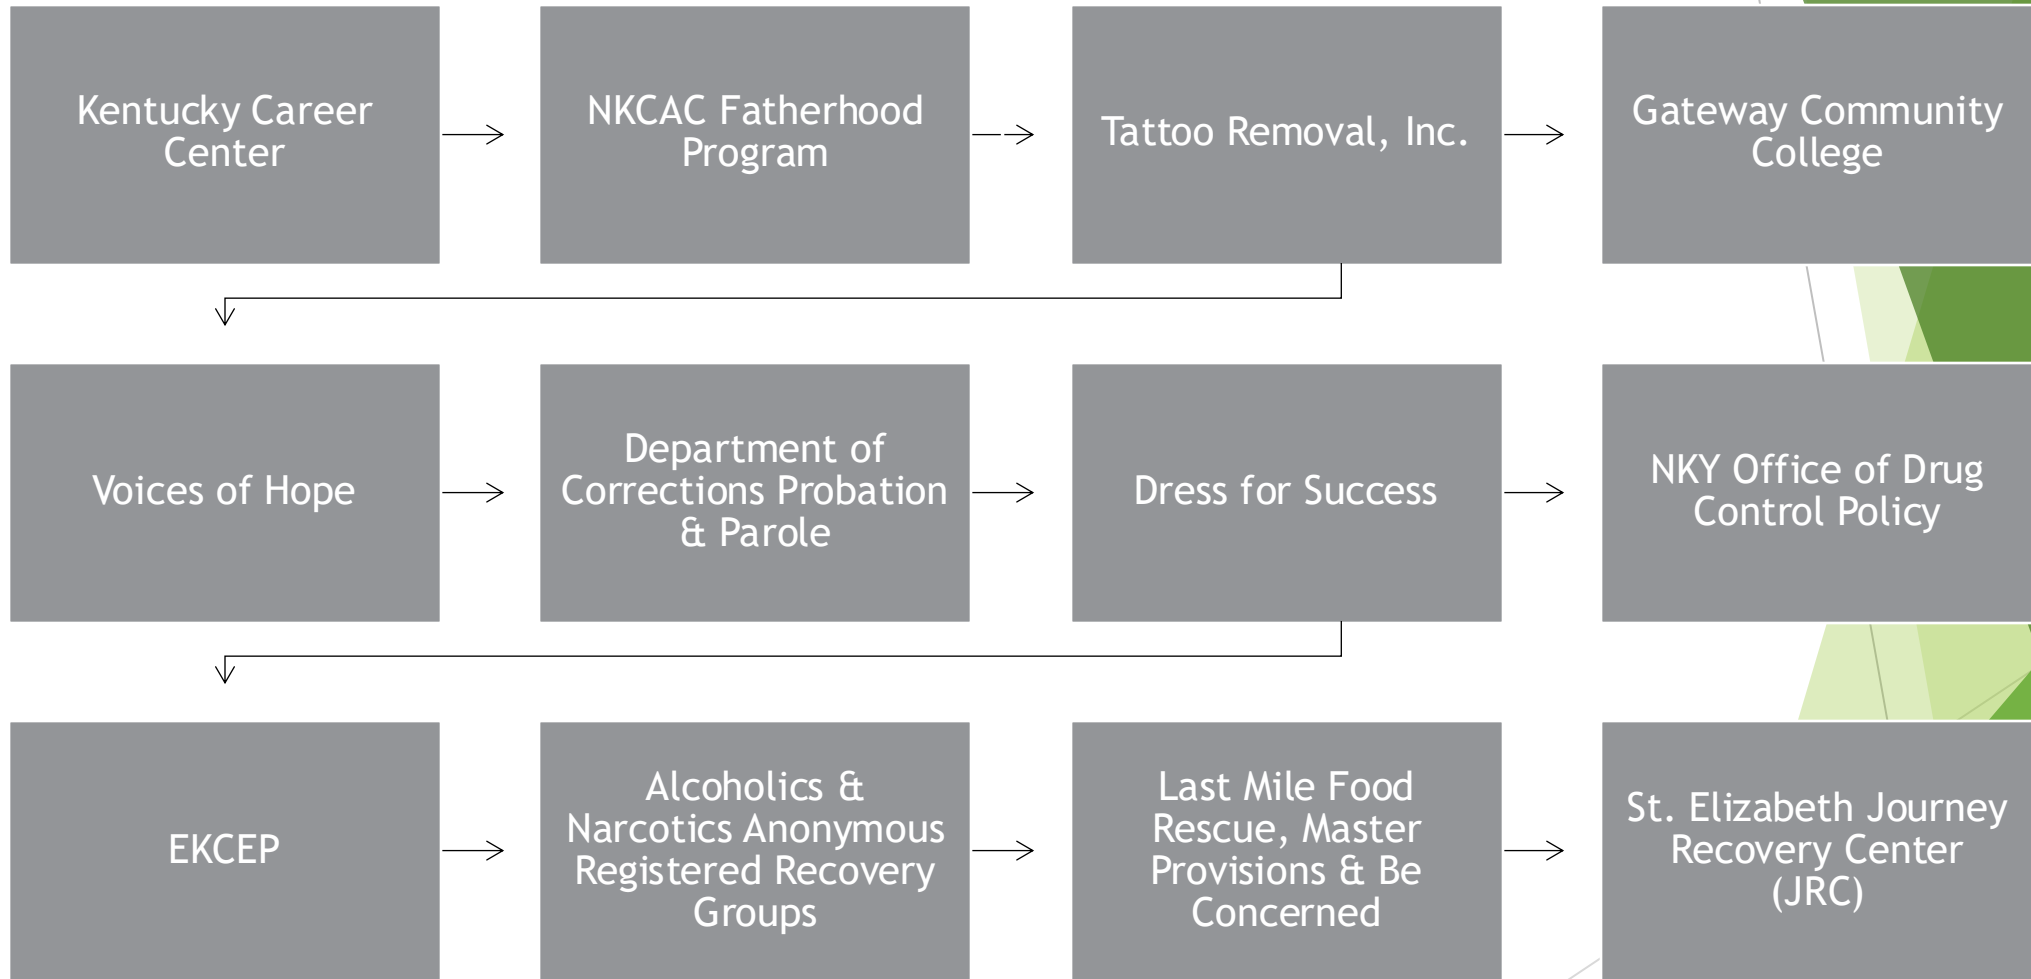 Kentucky Career
Center
NKCAC Fatherhood
Program
Tattoo Removal, Inc.
Gateway Community
College
Voices of Hope
Department of
Corrections Probation
& Parole
Dress for Success
NKY Office of Drug
Control Policy
EKCEP
Alcoholics &
Narcotics Anonymous
Registered Recovery
Groups
Last Mile Food
Rescue, Master
Provisions & Be
Concerned
St. Elizabeth Journey
Recovery Center
(JRC)